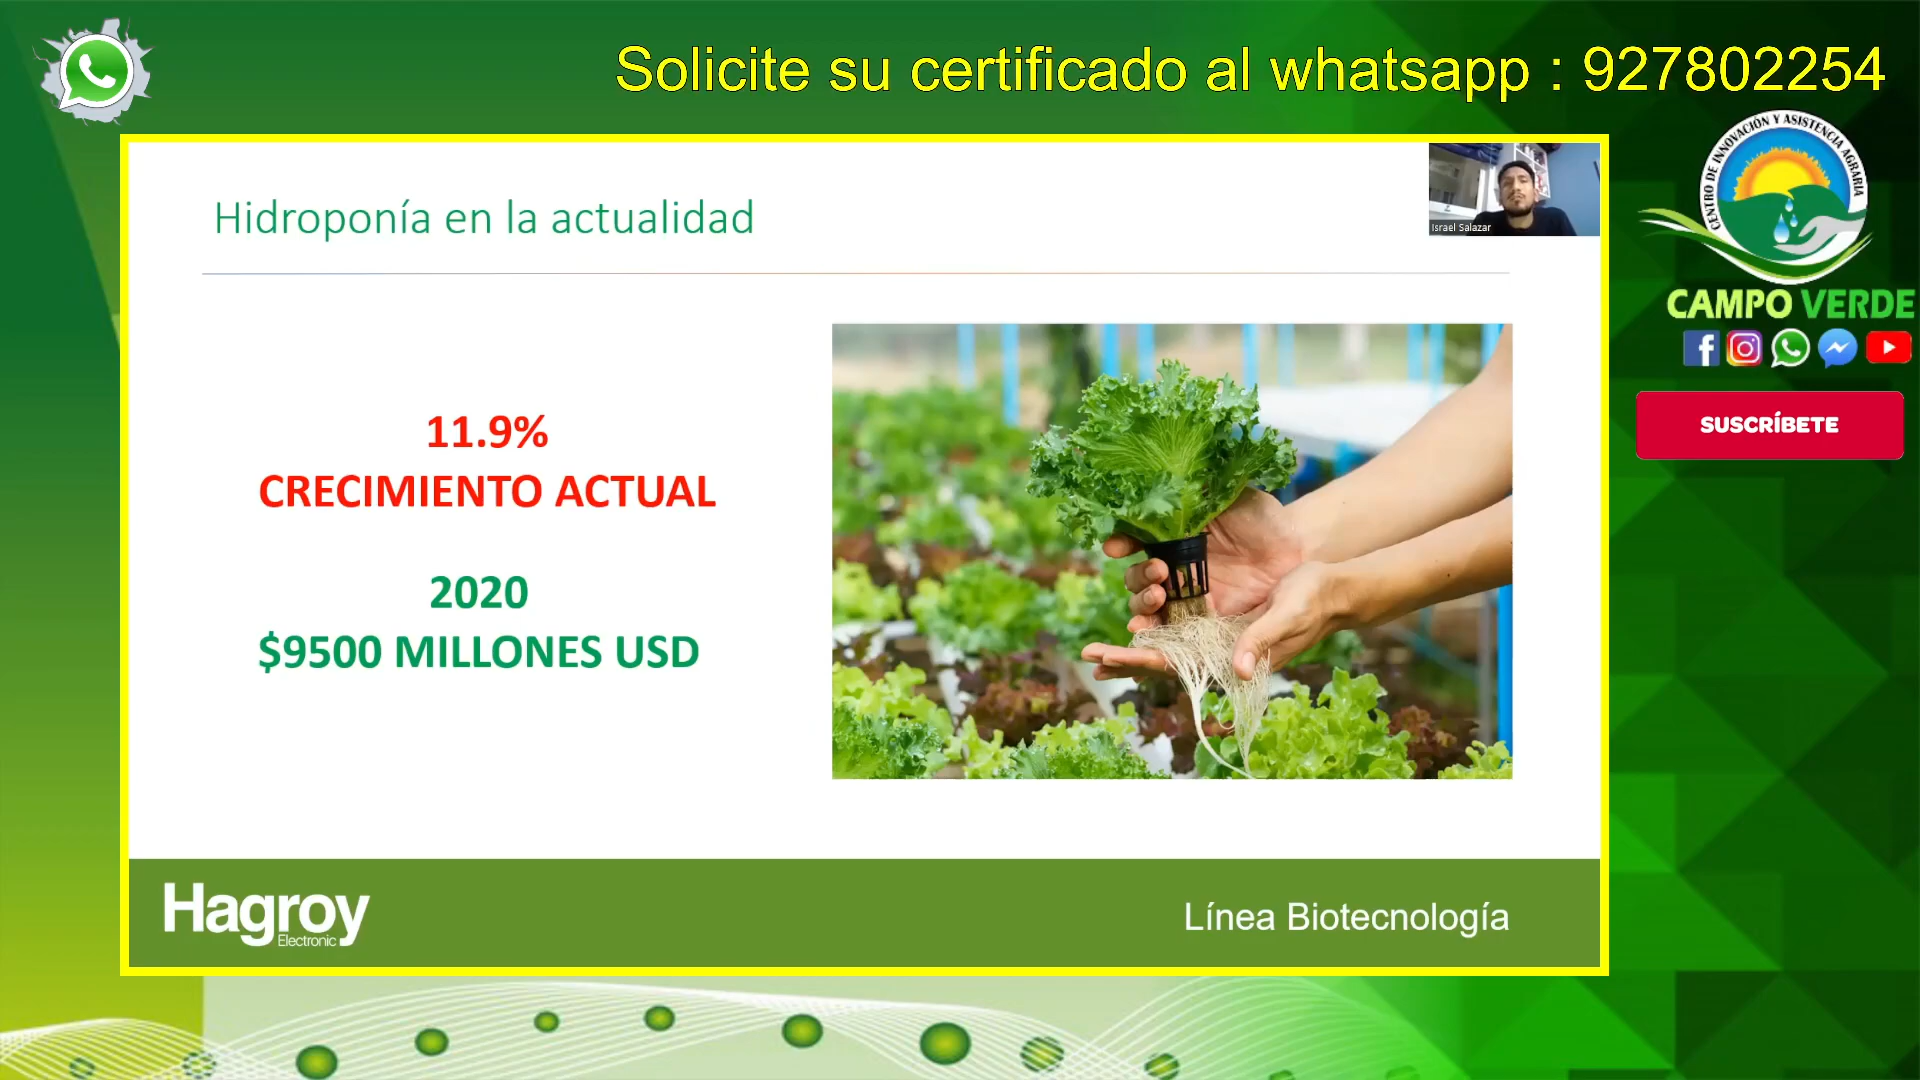 Solicite su certificado al whatsapp : 927802254
CENTRO DE INNOVACIÓN Y ASISTENCIA AGRARIA
CAMPO VERDE
SUSCRÍBETE
Israel Salazar
Hidroponía en la actualidad
11.9%
CRECIMIENTO ACTUAL
2020
$9500 MILLONES USD
Hagroy
Electronic
Línea Biotecnología